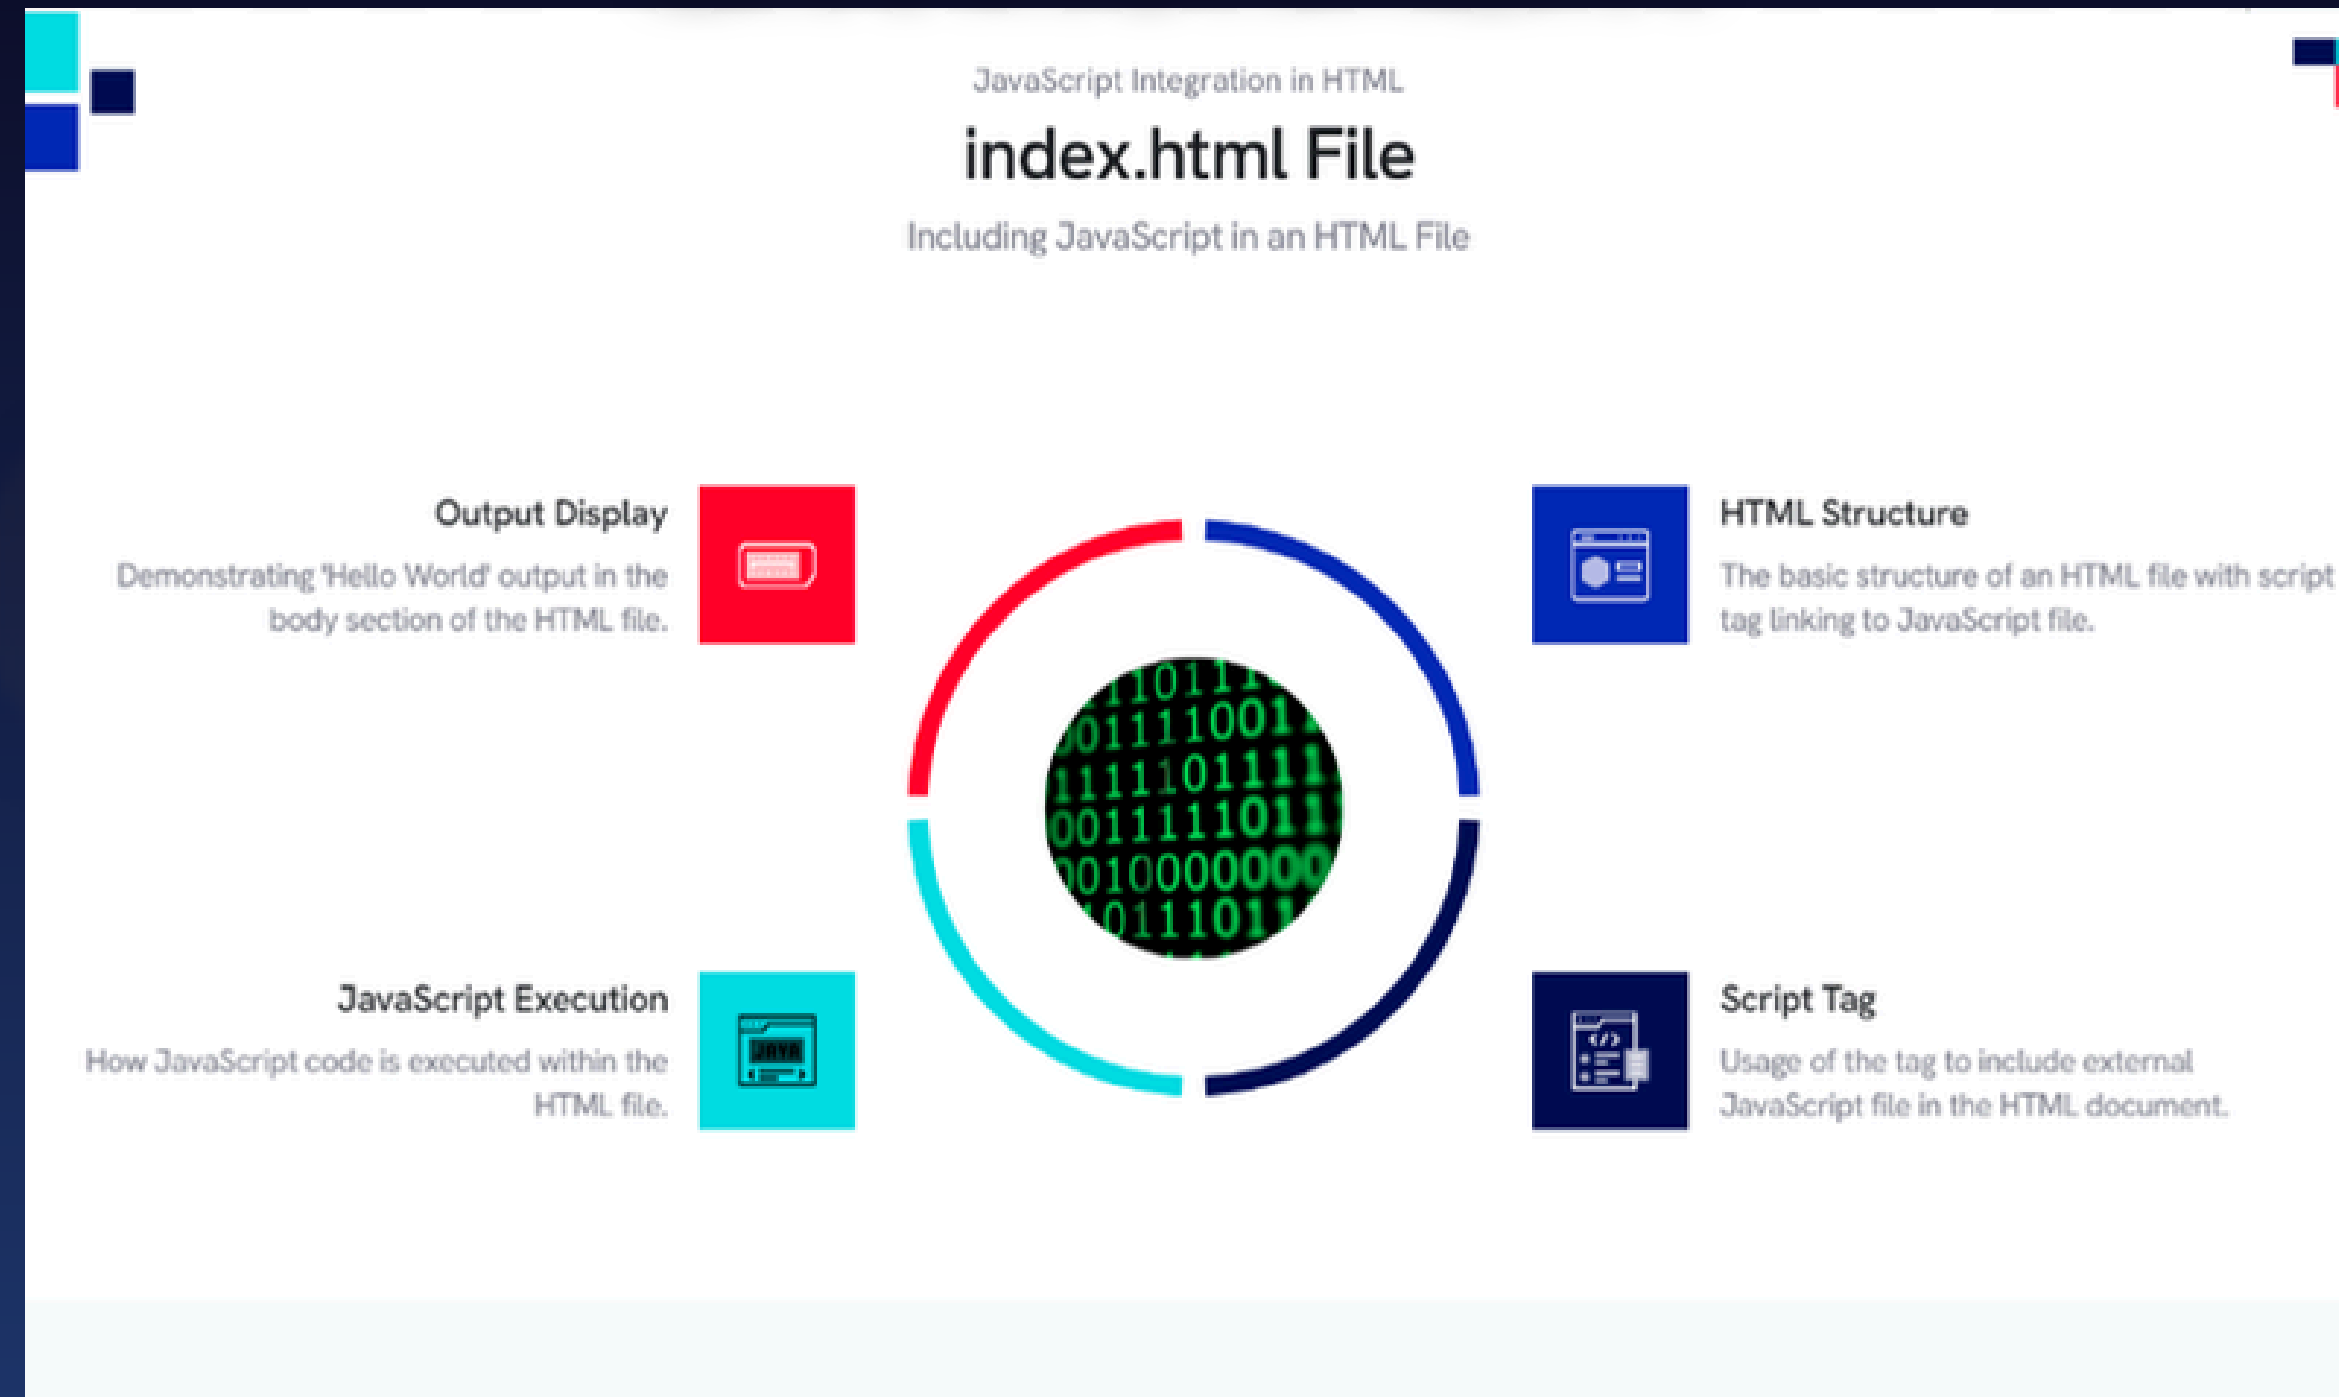 JavaScript Integration in HTML
index.html File
Including JavaScript in an HTML File
Output Display
Demonstrating 'Hello World' output in the
body section of the HTML file.
HTML Structure
The basic structure of an HTML file with script
tag linking to JavaScript file.
JavaScript Execution
How JavaScript code is executed within the
HTML file.
JAVA
Script Tag
Usage of the tag to include external
JavaScript file in the HTML document.